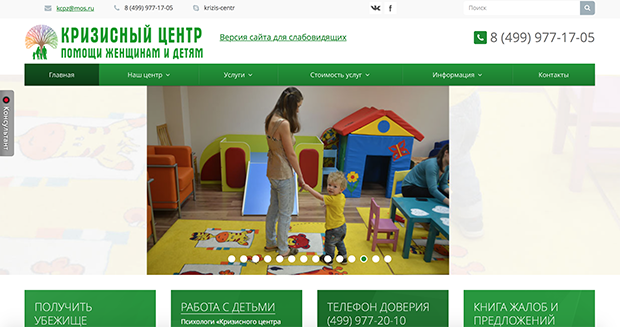 kcpz@mos.ru 8 (499) 977-17-05 krizis-centr Поиск
КРИЗИСНЫЙ ЦЕНТР
ПОМОЩИ ЖЕНЩИНАМ И ДЕТЯМ
Версия сайта для слабовидящих
8 (499) 977-17-05
Главная Наш центр Услуги Стоимость услуг Информация Контакты
Консультант
ПОЛУЧИТЬ
УБЕЖИЩЕ
РАБОТА С ДЕТЬМИ
Психологи «Кризисного центра
ТЕЛЕФОН ДОВЕРИЯ
(499) 977-20-10
КНИГА ЖАЛОБ И
ПРЕДЛОЖЕНИЙ